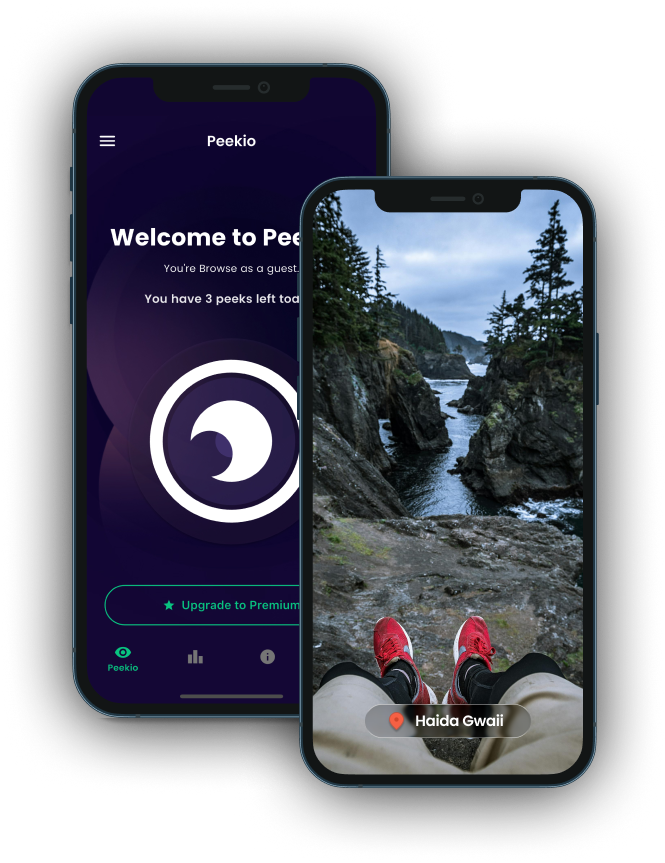 Peekio
Welcome to Pee
You're Browse as a guest.
You have 3 peeks left
Upgrade to Premium
Peekio
Haida Gwaii